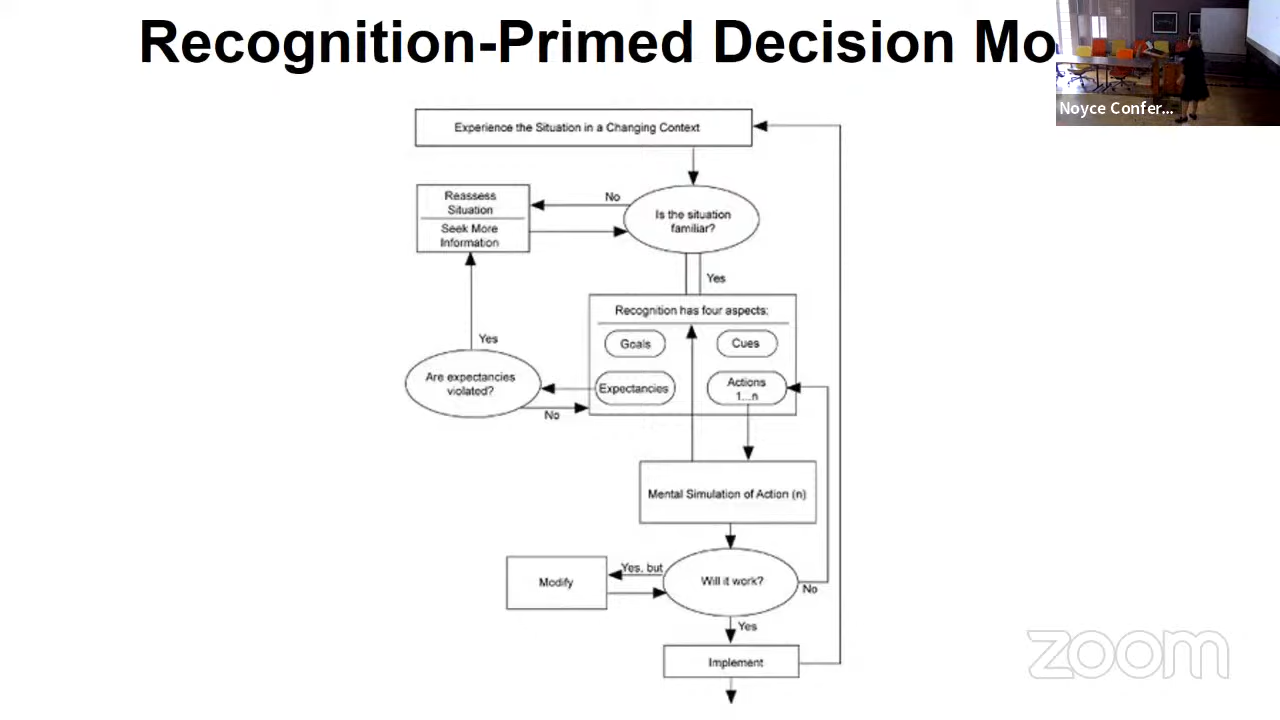 Recognition-Primed Decision Mo
Noyce Confer...
Experience the Situation in a Changing Context
Reassess
Situation
Seek More
Information
No
Is the situation
familiar?
Yes
Recognition has four aspects:
Goals
Cues
Expectancies
Actions
1...n
Yes
Are expectancies
violated?
No
Mental Simulation of Action (n)
Modify
Yes, but
Will it work?
No
Yes
Implement
zoom